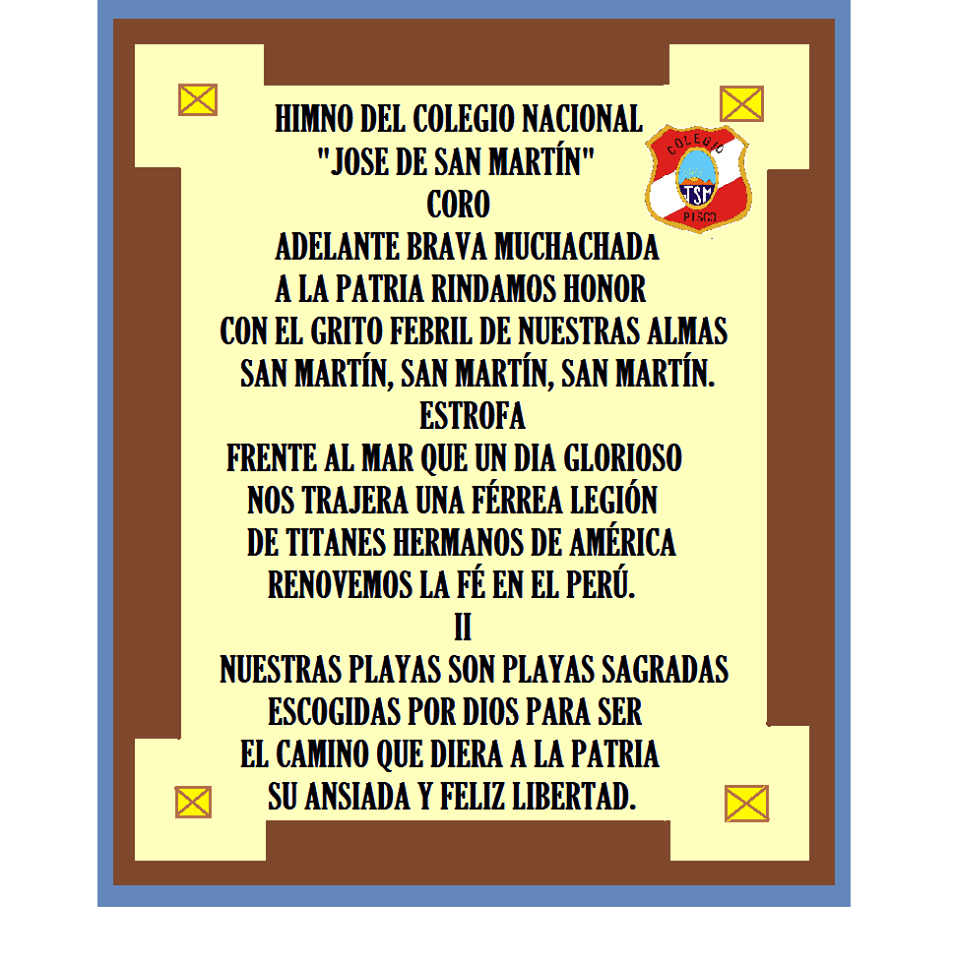 HIMNO DEL COLEGIO NACIONAL
"JOSE DE SAN MARTÍN"
COLEGIO
JSM
PISCO
CORO
ADELANTE BRAVA MUCHACHADA
A LA PATRIA RINDAMOS HONOR
CON EL GRITO FEBRIL DE NUESTRAS ALMAS
SAN MARTÍN, SAN MARTÍN, SAN MARTÍN.
ESTROFA
FRENTE AL MAR QUE UN DIA GLORIOSO
NOS TRAJERA UNA FÉRREA LEGIÓN
DE TITANES HERMANOS DE AMÉRICA
RENOVEMOS LA FÉ EN EL PERÚ.
II
NUESTRAS PLAYAS SON PLAYAS SAGRADAS
ESCOGIDAS POR DIOS PARA SER
EL CAMINO QUE DIERA A LA PATRIA
SU ANSIADA Y FELIZ LIBERTAD.